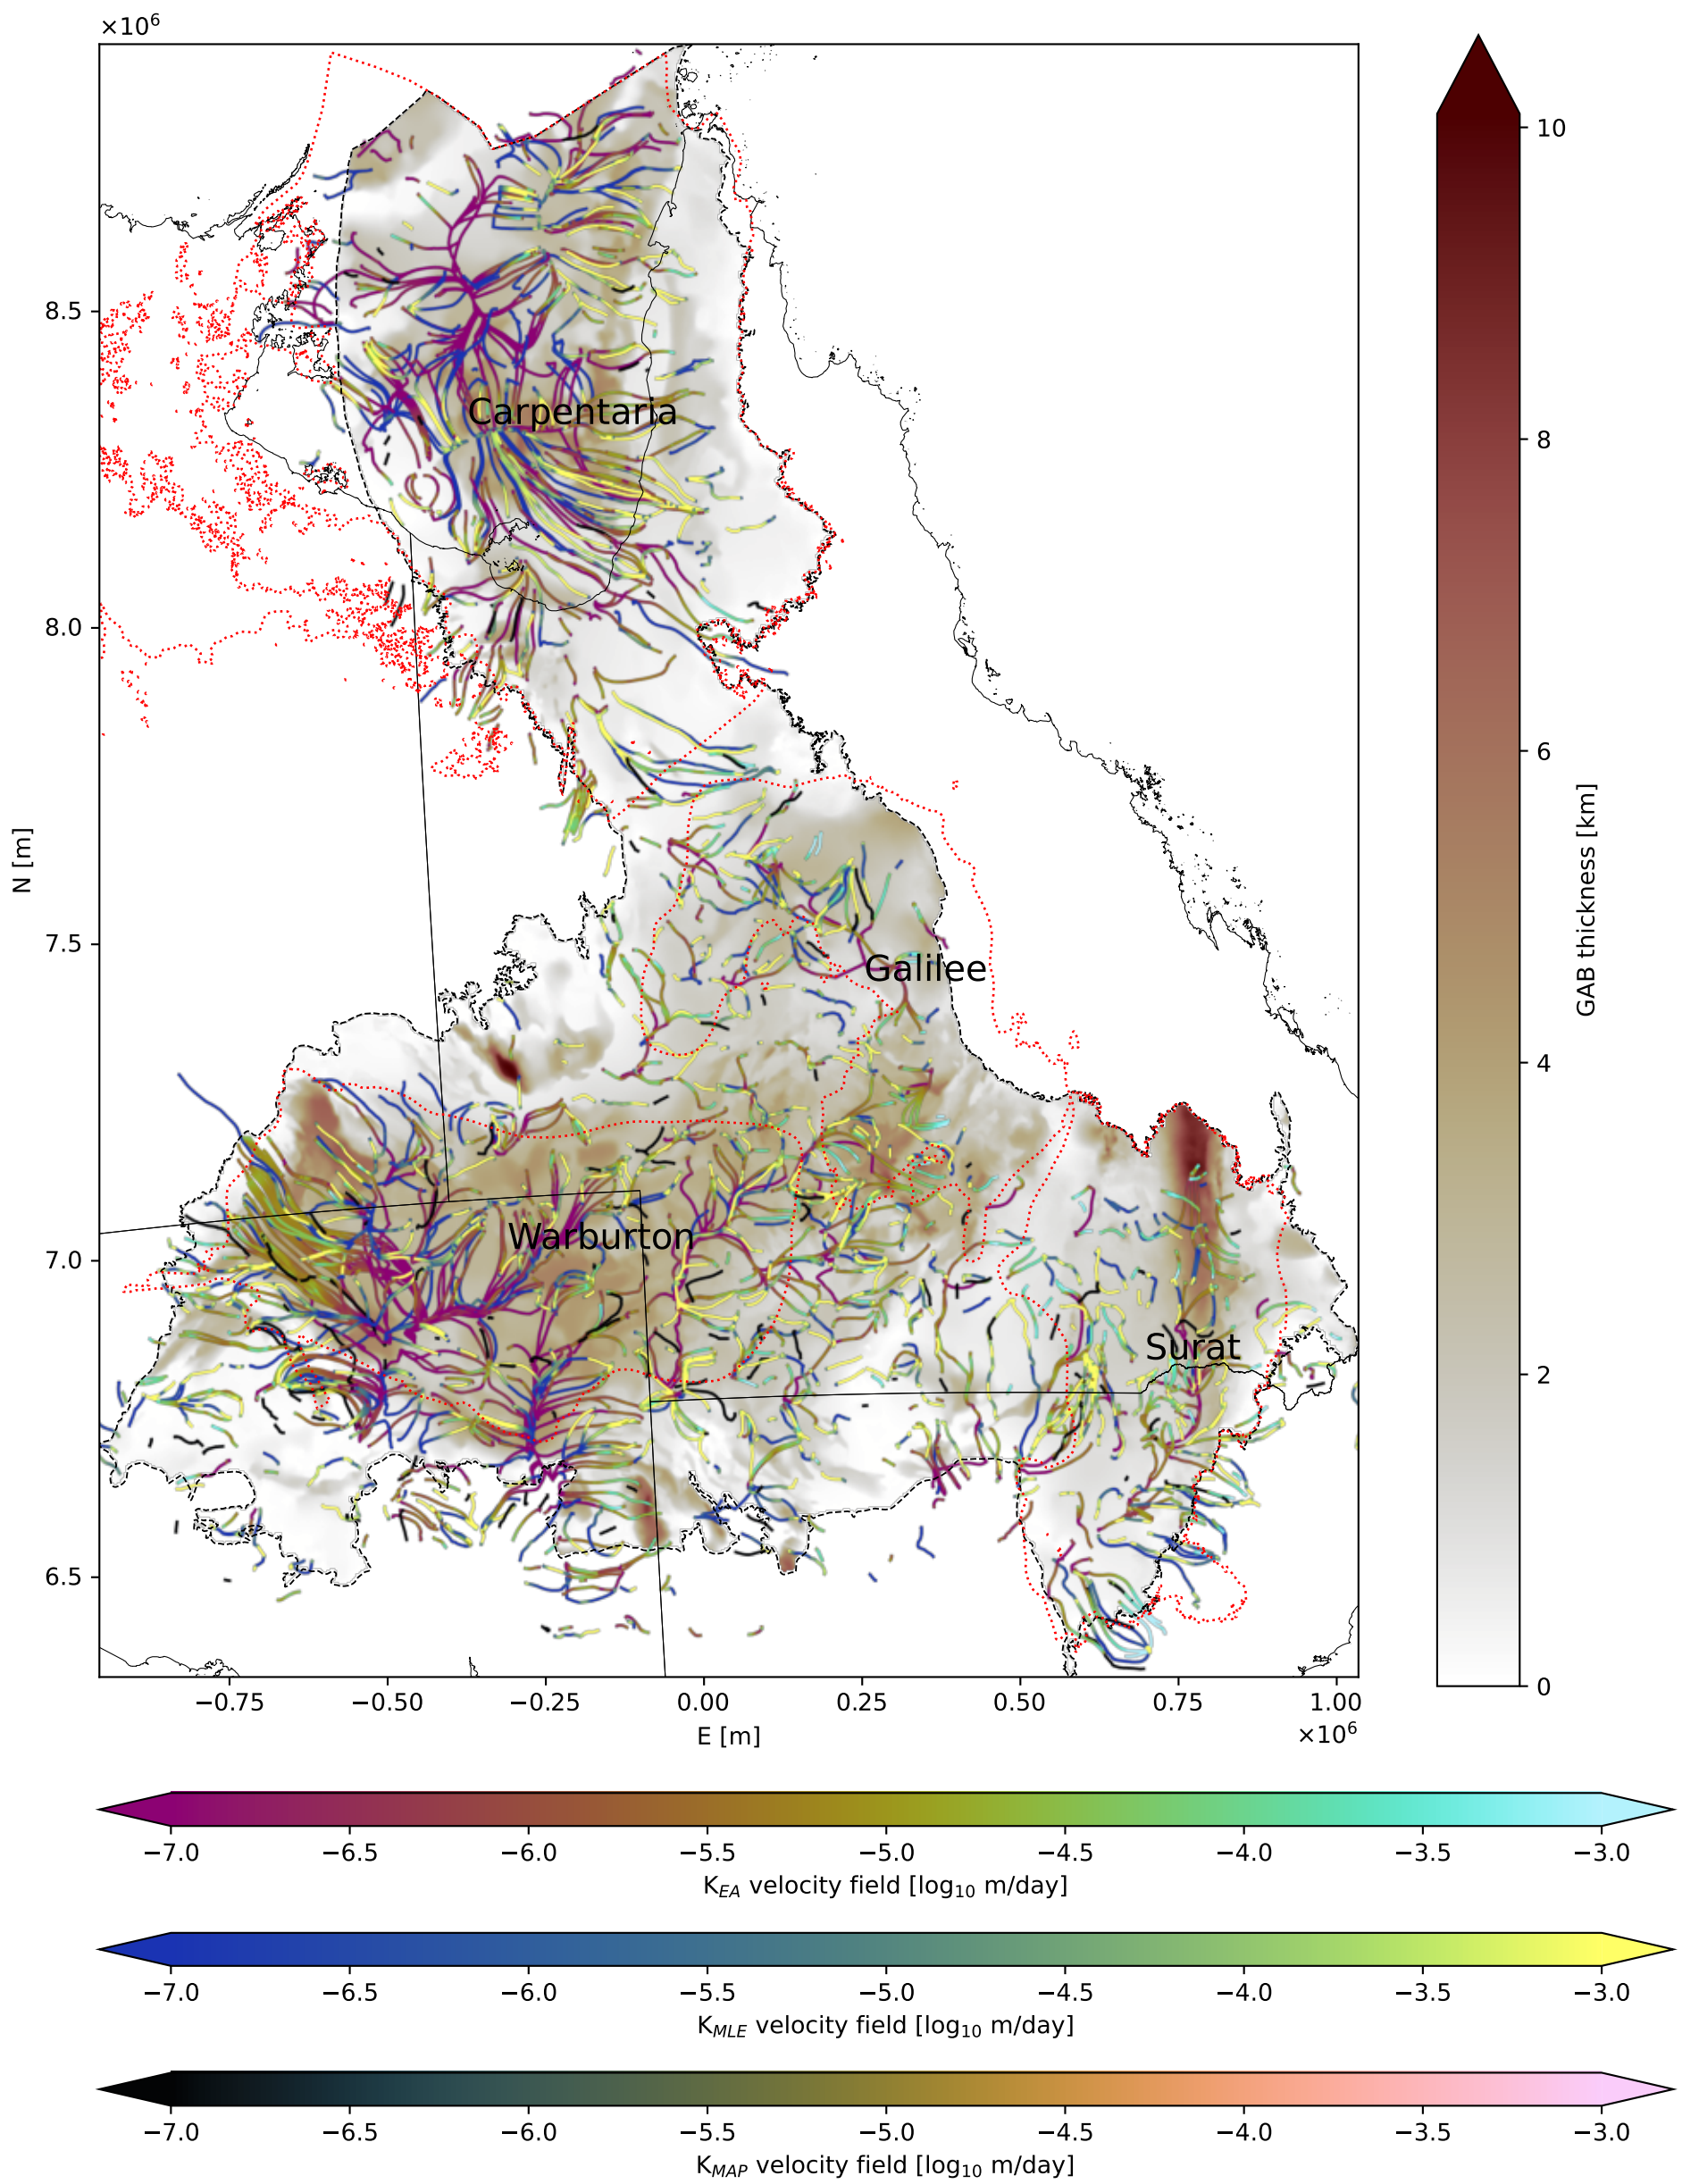 ×10⁶
8.5
8.0
7.5
7.0
6.5
N [m]
Carpentaria
Galilee
Warburton
Surat
−0.75 −0.50 −0.25 0.00 0.25 0.50 0.75 1.00
E [m]
×10⁶
10
8
6
4
2
0
GAB thickness [km]
−7.0 −6.5 −6.0 −5.5 −5.0 −4.5 −4.0 −3.5 −3.0
K_EA velocity field [log₁₀ m/day]
−7.0 −6.5 −6.0 −5.5 −5.0 −4.5 −4.0 −3.5 −3.0
K_MLE velocity field [log₁₀ m/day]
−7.0 −6.5 −6.0 −5.5 −5.0 −4.5 −4.0 −3.5 −3.0
K_MAP velocity field [log₁₀ m/day]